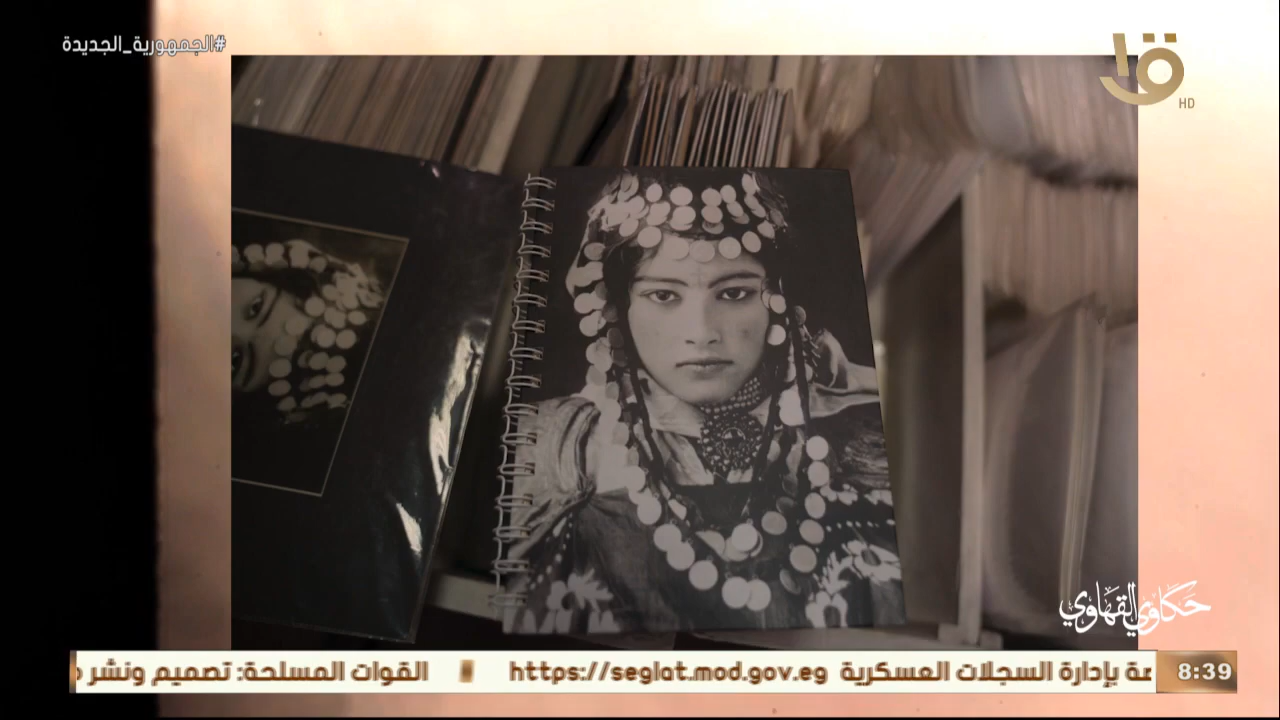 #الجمهورية_الجديدة
HD
حكاوي القهاوي
عة بإدارة السجلات العسكرية https://seglat.mod.gov.eg القوات المسلحة: تصميم ونشر
8:39